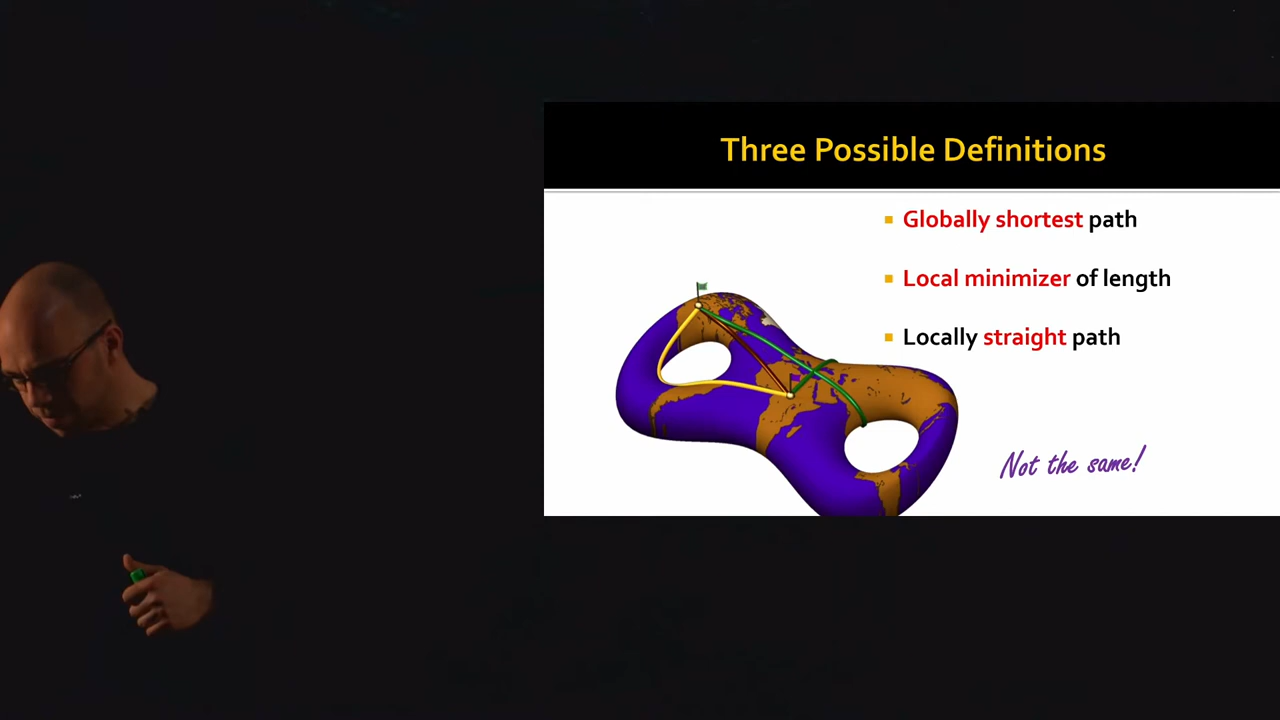 Three Possible Definitions
Globally shortest path
Local minimizer of length
Locally straight path
Not the same!